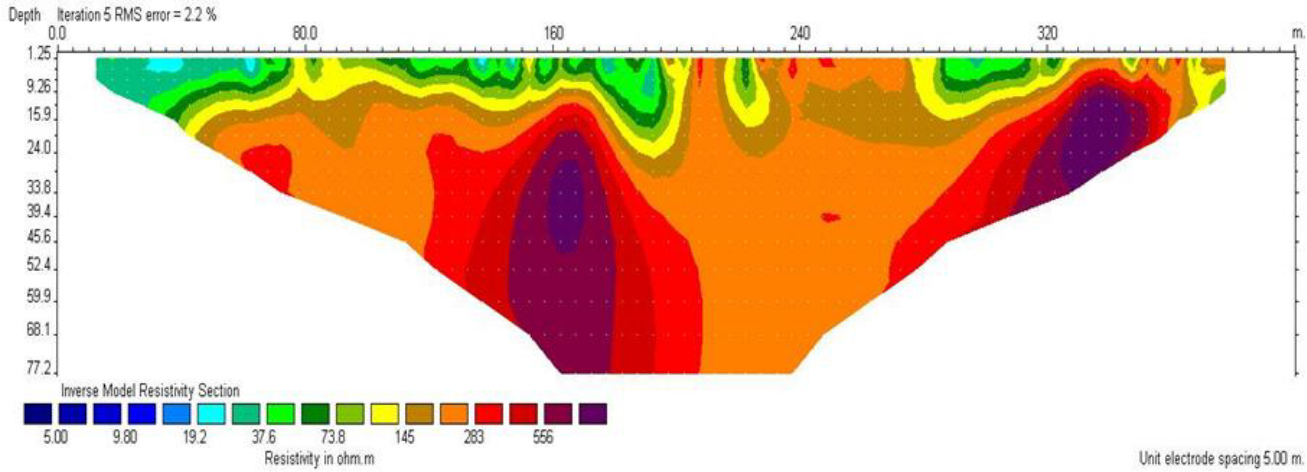 Depth Iteration 5 RMS error = 2.2 %
0.0 80.0 160 240 320 m.
1.25
9.26
15.9
24.0
33.8
39.4
45.6
52.4
59.9
68.1
77.2
Inverse Model Resistivity Section
5.00 9.80 19.2 37.6 73.8 145 283 556
Resistivity in ohm.m
Unit electrode spacing 5.00 m.